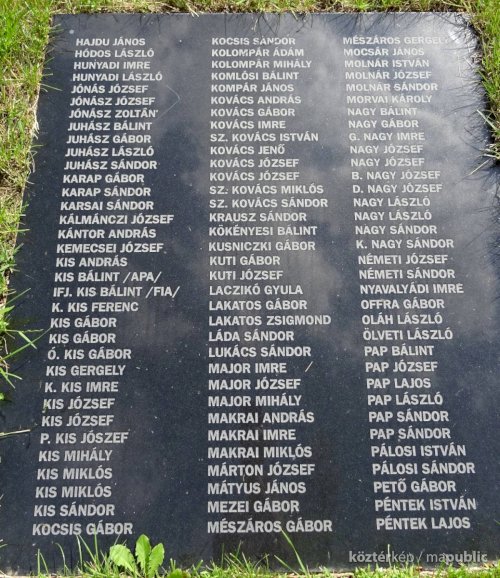 HAJDU JÁNOS
HÓDOS LÁSZLÓ
HUNYADI IMRE
HUNYADI LÁSZLÓ
JÓNÁS JÓZSEF
JÓNÁSZ JÓZSEF
JÓNÁSZ ZOLTÁN
JUHÁSZ BÁLINT
JUHÁSZ GÁBOR
JUHÁSZ LÁSZLÓ
JUHÁSZ SÁNDOR
KARAP GÁBOR
KARAP SÁNDOR
KARSAI SÁNDOR
KÁLMÁNCZI JÓZSEF
KÁNTOR ANDRÁS
KEMECSEI JÓZSEF
KIS ANDRÁS
KIS BÁLINT /APA/
IFJ. KIS BÁLINT /FIA/
K. KIS FERENC
KIS GÁBOR
KIS GÁBOR
Ó. KIS GÁBOR
KIS GERGELY
K. KIS IMRE
KIS JÓZSEF
KIS JÓZSEF
P. KIS JÓSZEF
KIS MIHÁLY
KIS MIKLÓS
KIS MIKLÓS
KIS SÁNDOR
KOCSIS GÁBOR
KOCSIS SÁNDOR
KOLOMPÁR ÁDÁM
KOLOMPÁR MIHÁLY
KOMLÓSI BÁLINT
KOMPÁR JÁNOS
KOVÁCS ANDRÁS
KOVÁCS GÁBOR
KOVÁCS IMRE
SZ. KOVÁCS ISTVÁN
KOVÁCS JENŐ
KOVÁCS JÓZSEF
KOVÁCS JÓZSEF
SZ. KOVÁCS MIKLÓS
SZ. KOVÁCS SÁNDOR
KRAUSZ SÁNDOR
KÖKÉNYESI BÁLINT
KUSNICZKI GÁBOR
KUTI GÁBOR
KUTI JÓZSEF
LACZIKÓ GYULA
LAKATOS GÁBOR
LAKATOS ZSIGMOND
LÁDA SÁNDOR
LUKÁCS SÁNDOR
MAJOR IMRE
MAJOR JÓZSEF
MAJOR MIHÁLY
MAKRAI ANDRÁS
MAKRAI IMRE
MAKRAI MIKLÓS
MÁRTON JÓZSEF
MÁTYUS JÁNOS
MEZEI GÁBOR
MÉSZÁROS GÁBOR
MÉSZÁROS GERGELY
MOCSÁR JÁNOS
MOLNÁR ISTVÁN
MOLNÁR JÓZSEF
MOLNÁR SÁNDOR
MORVAI KÁROLY
NAGY BÁLINT
NAGY GÁBOR
G. NAGY IMRE
NAGY JÓZSEF
NAGY JÓZSEF
B. NAGY JÓZSEF
D. NAGY JÓZSEF
NAGY LÁSZLÓ
NAGY LÁSZLÓ
NAGY SÁNDOR
K. NAGY SÁNDOR
NÉMETI JÓZSEF
NÉMETI SÁNDOR
NYAVALYÁDI IMRE
OFFRA GÁBOR
OLÁH LÁSZLÓ
ÖLVETI LÁSZLÓ
PAP BÁLINT
PAP JÓZSEF
PAP LAJOS
PAP LÁSZLÓ
PAP SÁNDOR
PAP SÁNDOR
PÁLOSI ISTVÁN
PÁLOSI SÁNDOR
PETŐ GÁBOR
PÉNTEK ISTVÁN
PÉNTEK LAJOS
köztérkép / mapublic